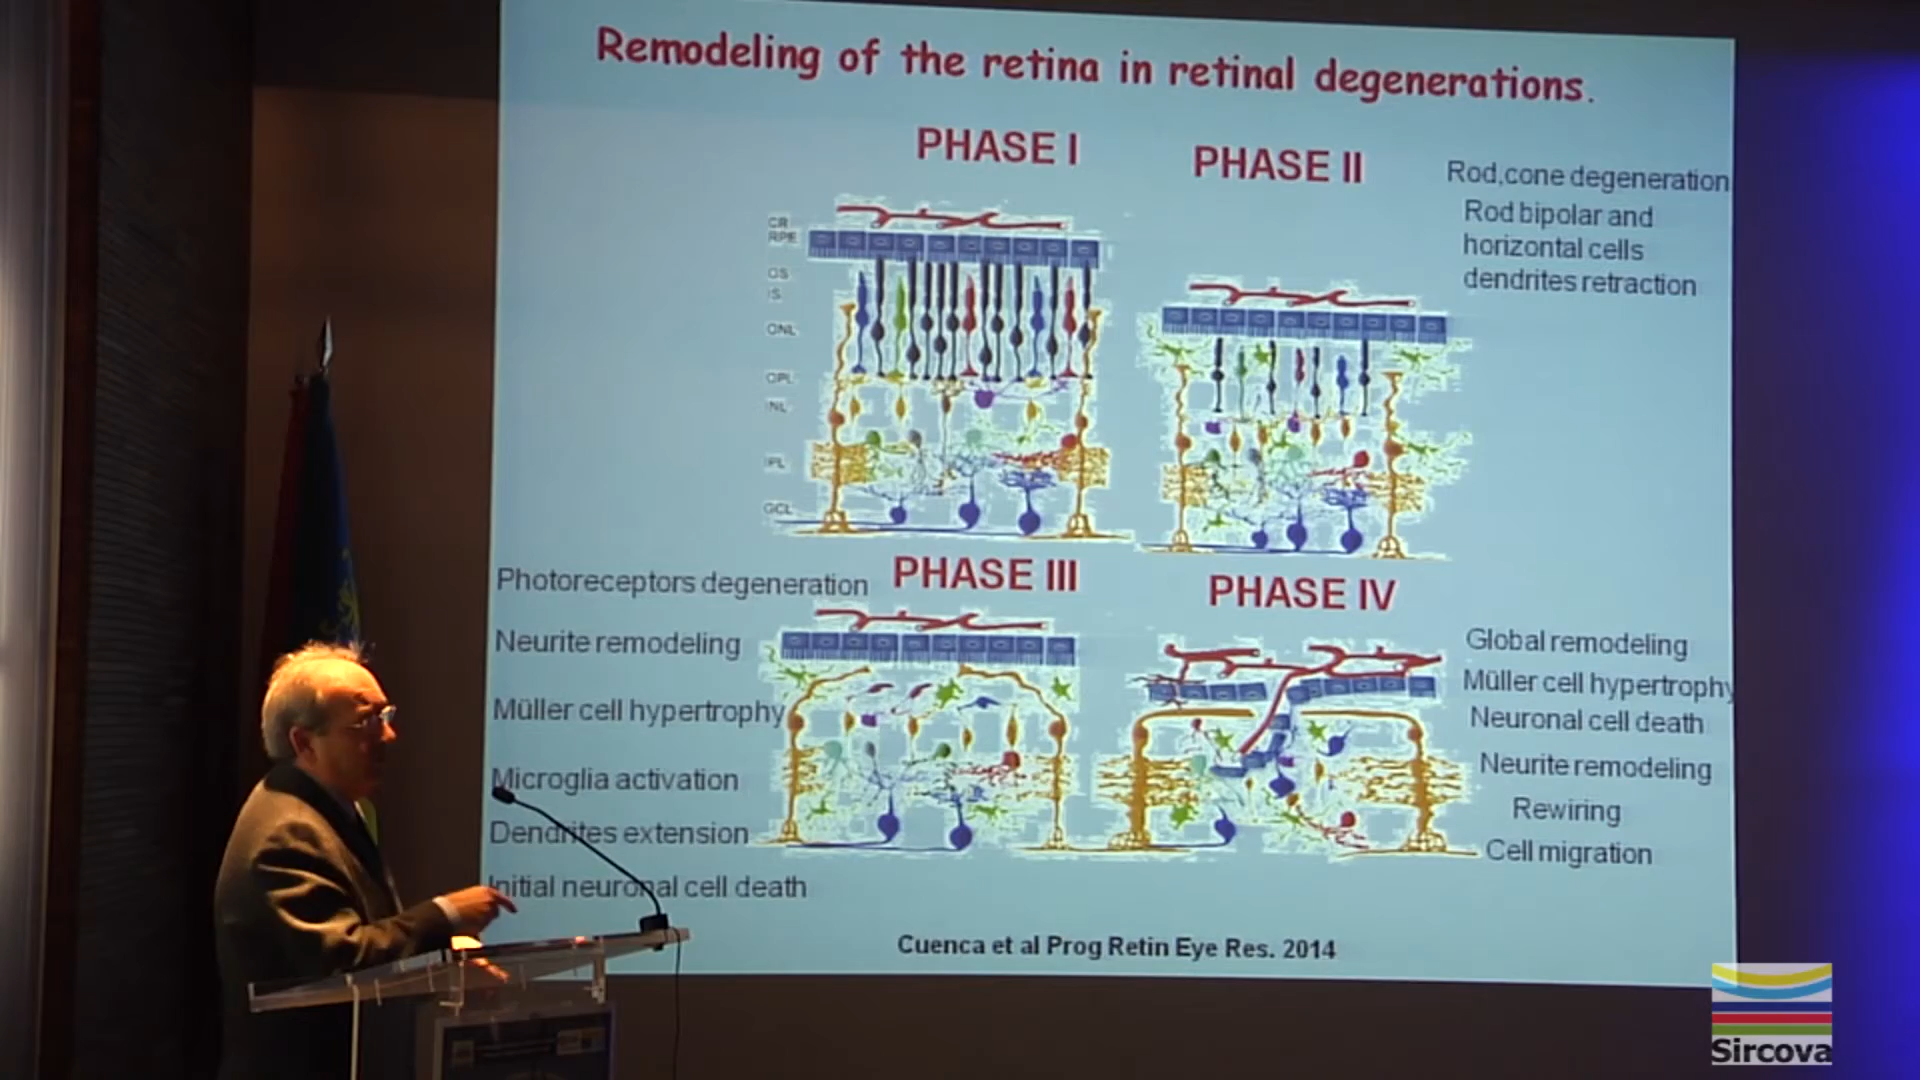 Remodeling of the retina in retinal degenerations.
PHASE I
PHASE II
Rod,cone degeneration
Rod bipolar and
horizontal cells
dendrites retraction
CR
RPE
OS
IS
ONL
OPL
INL
IPL
GCL
Photoreceptors degeneration
Neurite remodeling
Müller cell hypertrophy
Microglia activation
Dendrites extension
Initial neuronal cell death
PHASE III
PHASE IV
Global remodeling
Müller cell hypertrophy
Neuronal cell death
Neurite remodeling
Rewiring
Cell migration
Cuenca et al Prog Retin Eye Res. 2014
Sircova